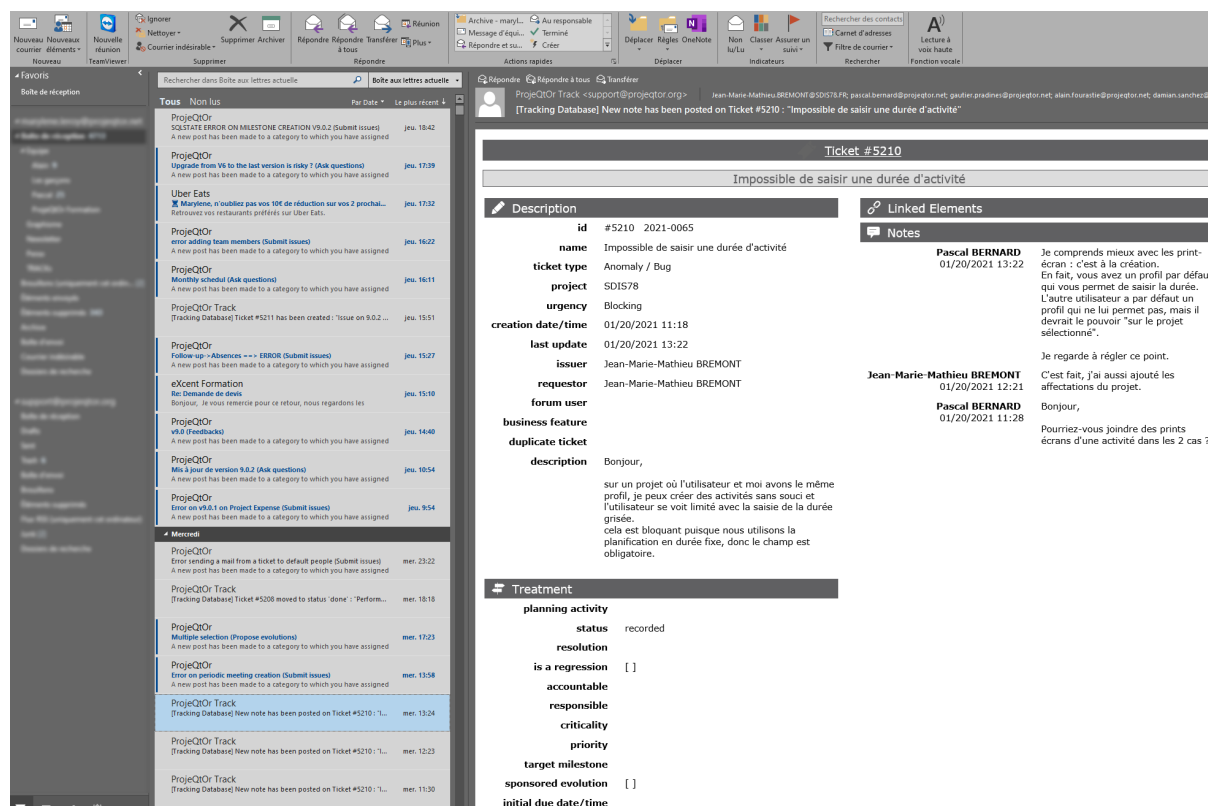 Nouveau courrier
Nouveaux éléments
Nouveau
Nouvelle réunion
TeamViewer
Ignorer
Nettoyer
Courrier indésirable
Supprimer
Archiver
Supprimer
Répondre
Répondre à tous
Transférer
Réunion
Plus
Répondre
Archive - maryl...
Au responsable
Message d'équi...
Terminé
Répondre et su...
Créer
Actions rapides
Déplacer
Règles
OneNote
Déplacer
Non lu/Lu
Classer
Assurer un suivi
Indicateurs
Rechercher des contacts
Carnet d'adresses
Filtre de courrier
Rechercher
A))
Lecture à voix haute
Fonction vocale
Favoris
Boîte de réception
Rechercher dans Boîte aux lettres actuelle
Boîte aux lettres actuelle
Tous Non lus
Par Date
Le plus récent ↓
ProjeQtOr
SQLSTATE ERROR ON MILESTONE CREATION V9.0.2 (Submit issues) jeu. 18:42
A new post has been made to a category to which you have assigned
ProjeQtOr
Upgrade from V6 to the last version is risky ? (Ask questions) jeu. 17:39
A new post has been made to a category to which you have assigned
Uber Eats
Marylene, n'oubliez pas vos 10€ de réduction sur vos 2 prochai... jeu. 17:32
Retrouvez vos restaurants préférés sur Uber Eats.
ProjeQtOr
error adding team members (Submit issues) jeu. 16:22
A new post has been made to a category to which you have assigned
ProjeQtOr
Monthly schedul (Ask questions) jeu. 16:11
A new post has been made to a category to which you have assigned
ProjeQtOr Track
[Tracking Database] Ticket #5211 has been created : "issue on 9.0.2 ... jeu. 15:51
ProjeQtOr
Follow-up->Absences ==> ERROR (Submit issues) jeu. 15:27
A new post has been made to a category to which you have assigned
eXcent Formation
Re: Demande de devis jeu. 15:10
Bonjour, Je vous remercie pour ce retour, nous regardons les
ProjeQtOr
v9.0 (Feedbacks) jeu. 14:40
A new post has been made to a category to which you have assigned
ProjeQtOr
Mis à jour de version 9.0.2 (Ask questions) jeu. 10:54
A new post has been made to a category to which you have assigned
ProjeQtOr
Error on v9.0.1 on Project Expense (Submit issues) jeu. 9:54
A new post has been made to a category to which you have assigned
Mercredi
ProjeQtOr
Error sending a mail from a ticket to default people (Submit issues) mer. 23:22
A new post has been made to a category to which you have assigned
ProjeQtOr Track
[Tracking Database] Ticket #5208 moved to status 'done' : "Perform... mer. 18:18
ProjeQtOr
Multiple selection (Propose evolutions) mer. 17:23
A new post has been made to a category to which you have assigned
ProjeQtOr
Error on periodic meeting creation (Submit issues) mer. 13:58
A new post has been made to a category to which you have assigned
ProjeQtOr Track
[Tracking Database] New note has been posted on Ticket #5210 : "I... mer. 13:24
ProjeQtOr Track
[Tracking Database] New note has been posted on Ticket #5210 : "I... mer. 12:23
ProjeQtOr Track
[Tracking Database] New note has been posted on Ticket #5210 : "I... mer. 11:30
Répondre Répondre à tous Transférer
ProjeQtOr Track <support@projeqtor.org> Jean-Marie-Mathieu.BREMONT@SDIS78.FR; pascal.bernard@projeqtor.net; gautier.pradines@projeqtor.net; alain.fourastie@projeqtor.net; damian.sanchez@
[Tracking Database] New note has been posted on Ticket #5210 : "Impossible de saisir une durée d'activité"
Ticket #5210
Impossible de saisir une durée d'activité
Description
id #5210 2021-0065
name Impossible de saisir une durée d'activité
ticket type Anomaly / Bug
project SDIS78
urgency Blocking
creation date/time 01/20/2021 11:18
last update 01/20/2021 13:22
issuer Jean-Marie-Mathieu BREMONT
requestor Jean-Marie-Mathieu BREMONT
forum user
business feature
duplicate ticket
description Bonjour,
sur un projet où l'utilisateur et moi avons le même
profil, je peux créer des activités sans souci et
l'utilisateur se voit limité avec la saisie de la durée
grisée.
cela est bloquant puisque nous utilisons la
planification en durée fixe, donc le champ est
obligatoire.
Treatment
planning activity
status recorded
resolution
is a regression [ ]
accountable
responsible
criticality
priority
target milestone
sponsored evolution [ ]
initial due date/time
Linked Elements
Notes
Pascal BERNARD
01/20/2021 13:22
Je comprends mieux avec les print-
écran : c'est à la création.
En fait, vous avez un profil par défau
qui vous permet de saisir la durée.
L'autre utilisateur a par défaut un
profil qui ne lui permet pas, mais il
devrait le pouvoir "sur le projet
sélectionné".
Je regarde à régler ce point.
Jean-Marie-Mathieu BREMONT
01/20/2021 12:21
C'est fait, j'ai aussi ajouté les
affectations du projet.
Pascal BERNARD
01/20/2021 11:28
Bonjour,
Pourriez-vous joindre des prints
écrans d'une activité dans les 2 cas ?